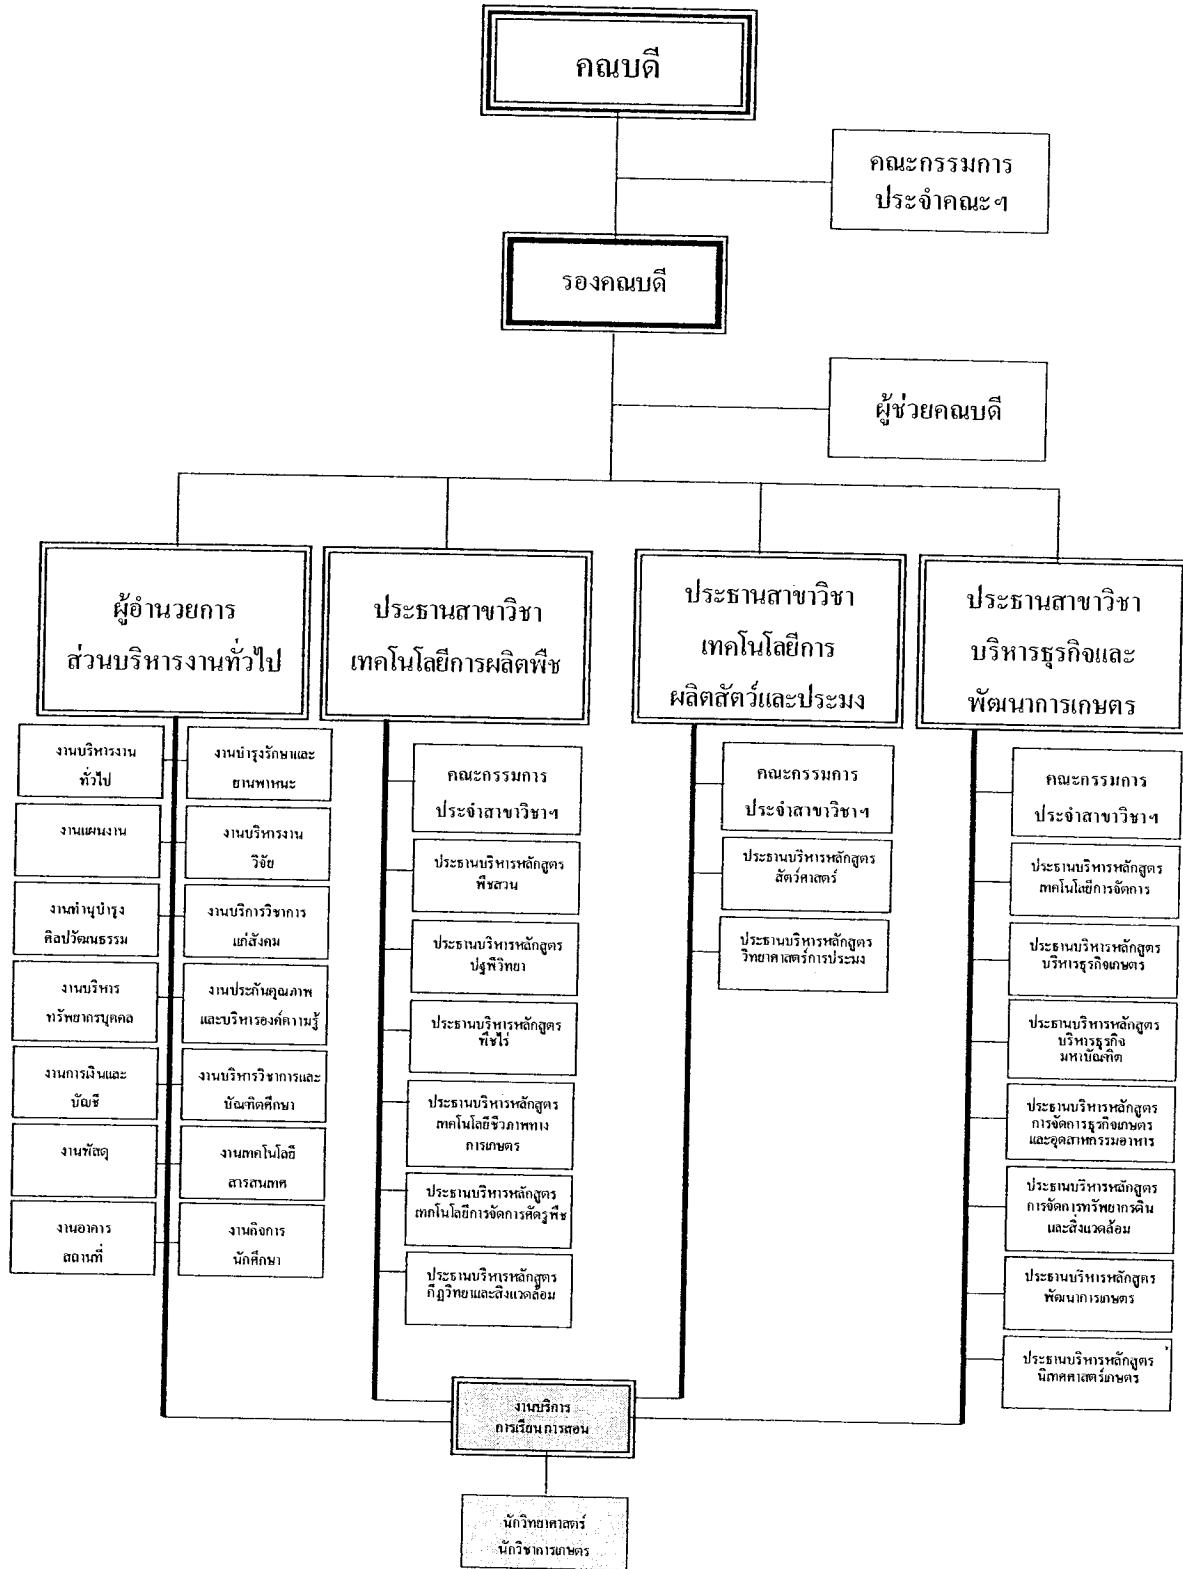 คณบดี
คณะกรรมการ
ประจำคณะฯ
รองคณบดี
ผู้ช่วยคณบดี
ผู้อำนวยการ
ส่วนบริหารงานทั่วไป
ประธานสาขาวิชา
เทคโนโลยีการผลิตพืช
ประธานสาขาวิชา
เทคโนโลยีการ
ผลิตสัตว์และประมง
ประธานสาขาวิชา
บริหารธุรกิจและ
พัฒนาการเกษตร
งานบริหารงาน
ทั่วไป
งานบำรุงรักษาและ
ยานพาหนะ
งานแผนงาน
งานบริหารงาน
วิจัย
งานทำนุบำรุง
ศิลปวัฒนธรรม
งานบริการวิชาการ
แก่สังคม
งานบริหาร
ทรัพยากรบุคคล
งานประกันคุณภาพ
และบริหารองค์ความรู้
งานการเงินและ
บัญชี
งานบริหารวิชาการและ
บัณฑิตศึกษา
งานพัสดุ
งานเทคโนโลยี
สารสนเทศ
งานอาคาร
สถานที่
งานกิจการ
นักศึกษา
คณะกรรมการ
ประจำสาขาวิชาฯ
ประธานบริหารหลักสูตร
พืชสวน
ประธานบริหารหลักสูตร
ปฐพีวิทยา
ประธานบริหารหลักสูตร
พืชไร่
ประธานบริหารหลักสูตร
เทคโนโลยีชีวภาพทาง
การเกษตร
ประธานบริหารหลักสูตร
เทคโนโลยีการจัดการศัตรูพืช
ประธานบริหารหลักสูตร
กีฏวิทยาและสิ่งแวดล้อม
คณะกรรมการ
ประจำสาขาวิชาฯ
ประธานบริหารหลักสูตร
สัตว์ศาสตร์
ประธานบริหารหลักสูตร
วิทยาศาสตร์การประมง
คณะกรรมการ
ประจำสาขาวิชาฯ
ประธานบริหารหลักสูตร
เทคโนโลยีการจัดการ
ประธานบริหารหลักสูตร
บริหารธุรกิจเกษตร
ประธานบริหารหลักสูตร
บริหารธุรกิจ
มหาบัณฑิต
ประธานบริหารหลักสูตร
การจัดการธุรกิจเกษตร
และอุตสาหกรรมอาหาร
ประธานบริหารหลักสูตร
การจัดการทรัพยากรดิน
และสิ่งแวดล้อม
ประธานบริหารหลักสูตร
พัฒนาการเกษตร
ประธานบริหารหลักสูตร
นิเทศศาสตร์เกษตร
งานบริการ
การเรียนการสอน
นักวิทยาศาสตร์
นักวิชาการเกษตร